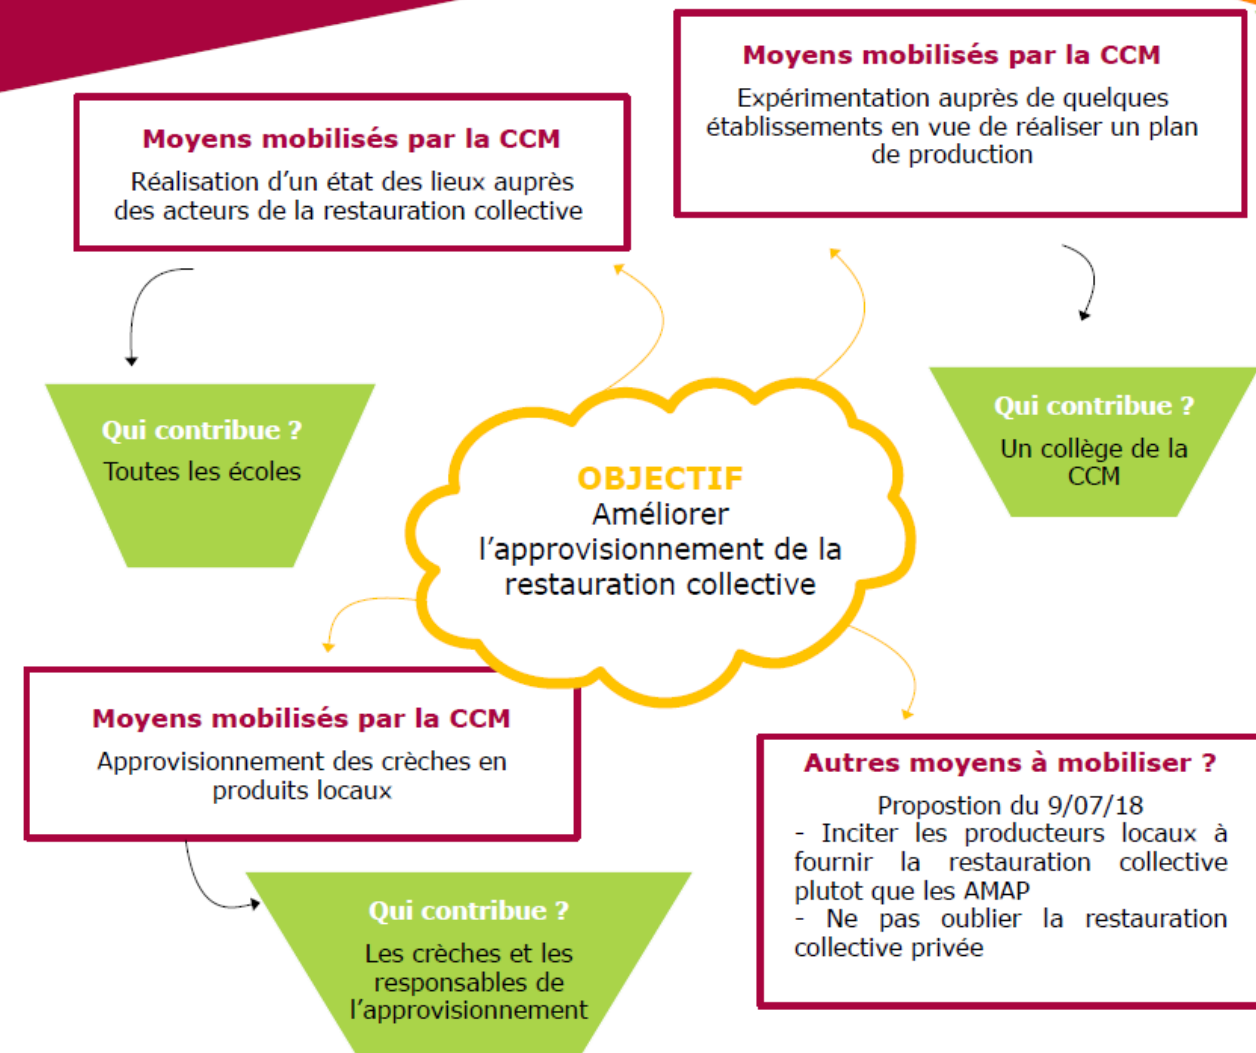 Moyens mobilisés par la CCM
Réalisation d'un état des lieux auprès
des acteurs de la restauration collective
Moyens mobilisés par la CCM
Expérimentation auprès de quelques
établissements en vue de réaliser un plan
de production
Qui contribue ?
Toutes les écoles
OBJECTIF
Améliorer
l'approvisionnement de la
restauration collective
Qui contribue ?
Un collège de la
CCM
Moyens mobilisés par la CCM
Approvisionnement des crèches en
produits locaux
Qui contribue ?
Les crèches et les
responsables de
l'approvisionnement
Autres moyens à mobiliser ?
Propostion du 9/07/18
- Inciter les producteurs locaux à
fournir la restauration collective
plutot que les AMAP
- Ne pas oublier la restauration
collective privée